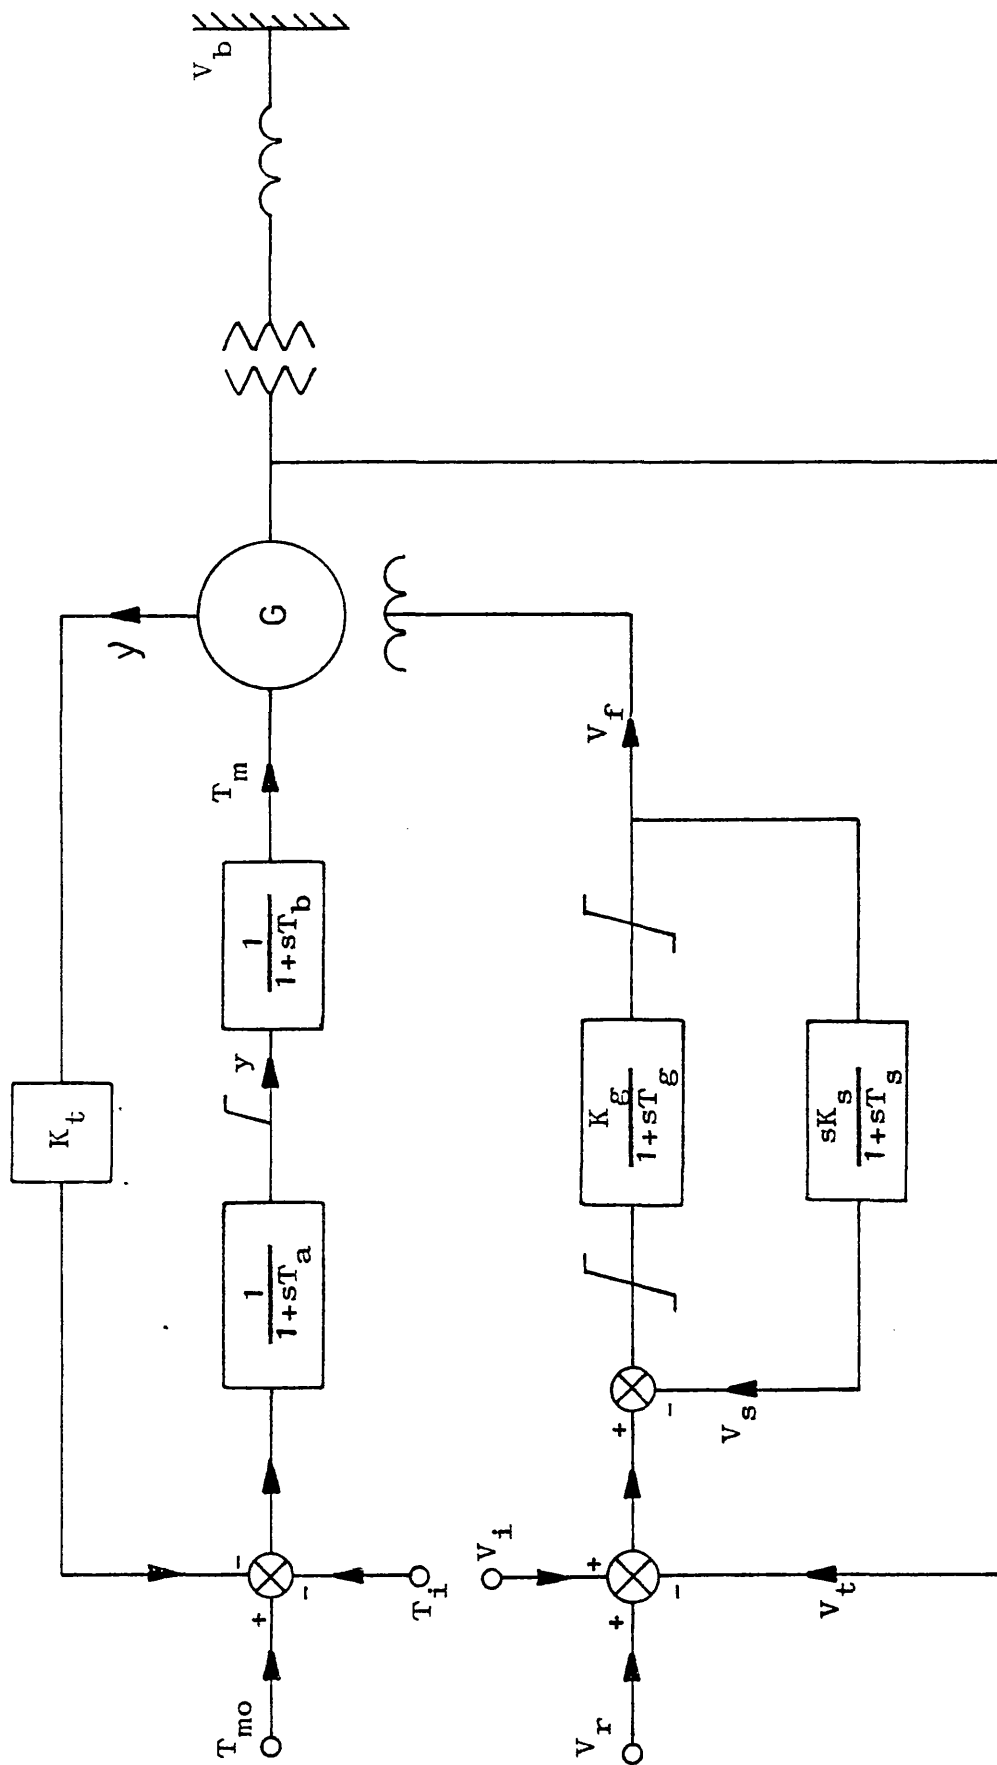 V_b
y
K_t
G
T_m
1
1+sT_b
y
1
1+sT_a
-
-
+
T_i
T_mo
V_f
K_g
1+sT_g
sK_s
1+sT_s
+
-
V_s
V_i
+
+
-
V_r
V_t